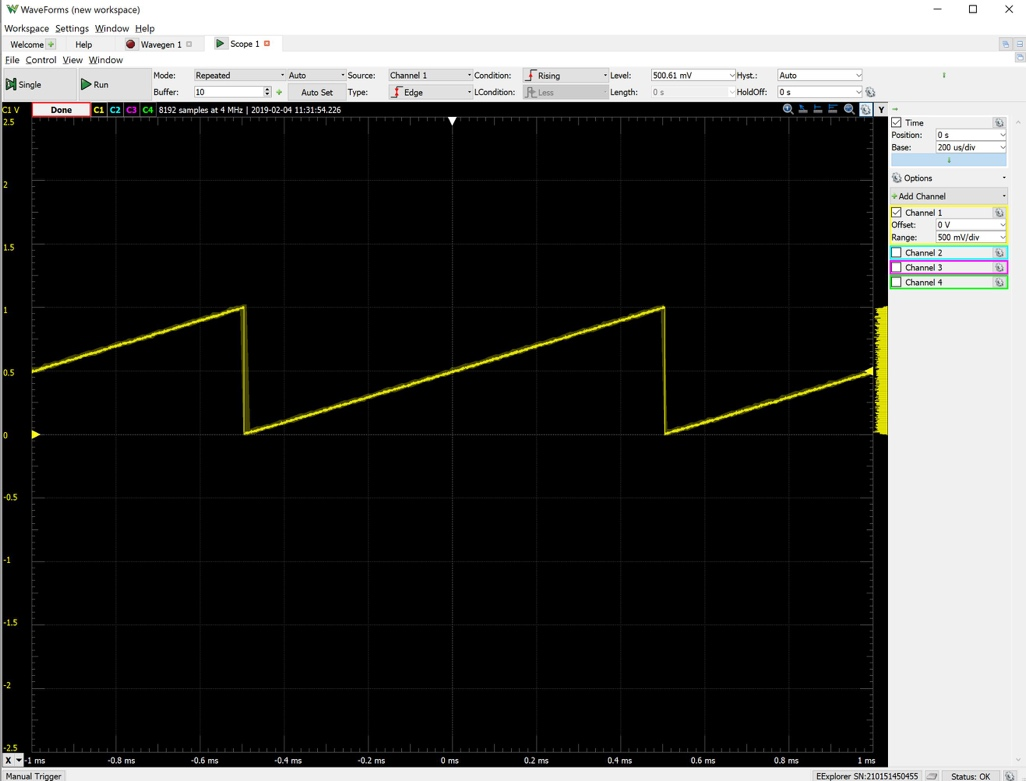 WaveForms (new workspace)
Workspace Settings Window Help
Welcome Help Wavegen 1 Scope 1
File Control View Window
Single Run Mode: Repeated Auto Source: Channel 1 Condition: Rising Level: 500.61 mV Hyst.: Auto
Buffer: 10 Auto Set Type: Edge LCondition: Less Length: 0 s HoldOff: 0 s
C1 V Done C1 C2 C3 C4 8192 samples at 4 MHz | 2019-02-04 11:31:54.226 Y
2.5
2
1.5
1
0.5
0
-0.5
-1
-1.5
-2
-2.5
X -1 ms -0.8 ms -0.6 ms -0.4 ms -0.2 ms 0 ms 0.2 ms 0.4 ms 0.6 ms 0.8 ms 1 ms
Time
Position: 0 s
Base: 200 us/div
Options
Add Channel
Channel 1
Offset: 0 V
Range: 500 mV/div
Channel 2
Channel 3
Channel 4
Manual Trigger EExplorer SN:210151450455 Status: OK